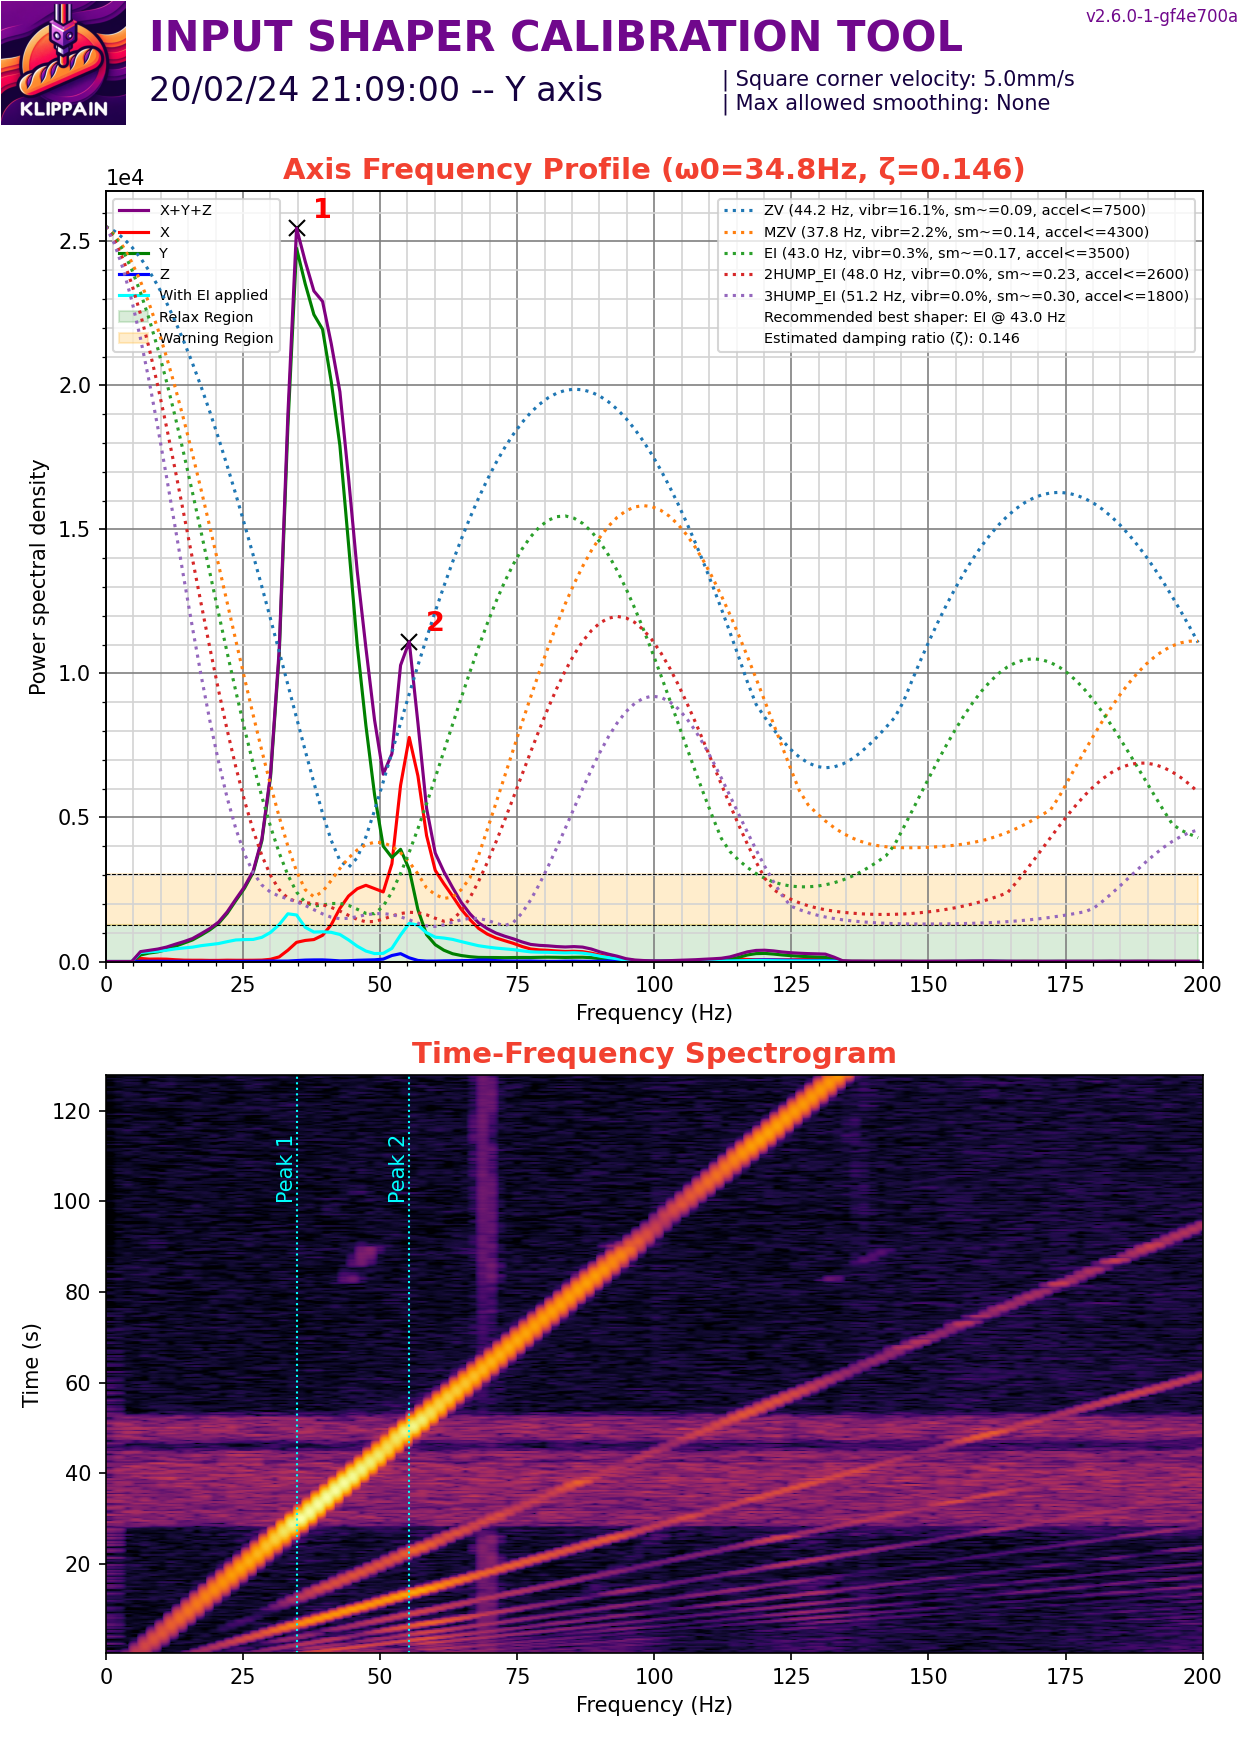 v2.6.0-1-gf4e700a
INPUT SHAPER CALIBRATION TOOL
20/02/24 21:09:00 -- Y axis
| Square corner velocity: 5.0mm/s
| Max allowed smoothing: None
KLIPPAIN
Axis Frequency Profile (ω0=34.8Hz, ζ=0.146)
1e4
X+Y+Z
X
Y
Z
With EI applied
Relax Region
Warning Region
ZV (44.2 Hz, vibr=16.1%, sm~=0.09, accel<=7500)
MZV (37.8 Hz, vibr=2.2%, sm~=0.14, accel<=4300)
EI (43.0 Hz, vibr=0.3%, sm~=0.17, accel<=3500)
2HUMP_EI (48.0 Hz, vibr=0.0%, sm~=0.23, accel<=2600)
3HUMP_EI (51.2 Hz, vibr=0.0%, sm~=0.30, accel<=1800)
Recommended best shaper: EI @ 43.0 Hz
Estimated damping ratio (ζ): 0.146
1
2
Power spectral density
2.5
2.0
1.5
1.0
0.5
0.0
0 25 50 75 100 125 150 175 200
Frequency (Hz)
Time-Frequency Spectrogram
Peak 1
Peak 2
Time (s)
120
100
80
60
40
20
0 25 50 75 100 125 150 175 200
Frequency (Hz)